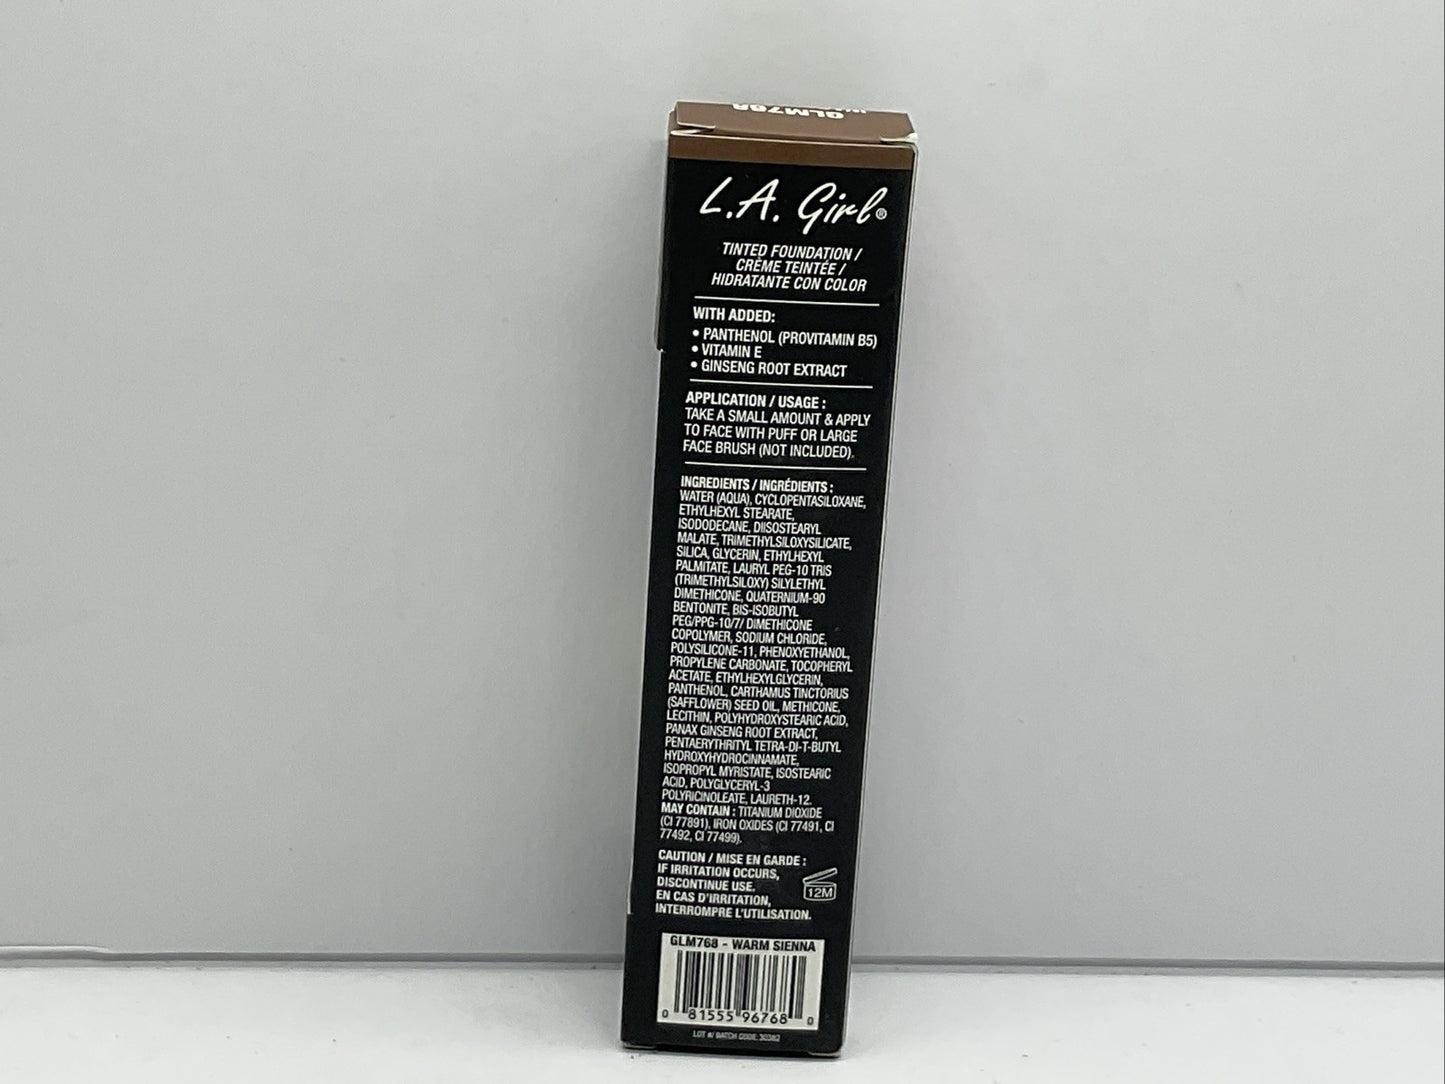 GLM768
L.A. Girl®
TINTED FOUNDATION /
CRÈME TEINTÉE /
HIDRATANTE CON COLOR
WITH ADDED:
• PANTHENOL (PROVITAMIN B5)
• VITAMIN E
• GINSENG ROOT EXTRACT
APPLICATION / USAGE :
TAKE A SMALL AMOUNT & APPLY
TO FACE WITH PUFF OR LARGE
FACE BRUSH (NOT INCLUDED).
INGREDIENTS / INGRÉDIENTS :
WATER (AQUA), CYCLOPENTASILOXANE,
ETHYLHEXYL STEARATE,
ISODODECANE, DIISOSTEARYL
MALATE, TRIMETHYLSILOXYSILICATE,
SILICA, GLYCERIN, ETHYLHEXYL
PALMITATE, LAURYL PEG-10 TRIS
(TRIMETHYLSILOXY) SILYLETHYL
DIMETHICONE, QUATERNIUM-90
BENTONITE, BIS-ISOBUTYL
PEG/PPG-10/7/ DIMETHICONE
COPOLYMER, SODIUM CHLORIDE,
POLYSILICONE-11, PHENOXYETHANOL,
PROPYLENE CARBONATE, TOCOPHERYL
ACETATE, ETHYLHEXYLGLYCERIN,
PANTHENOL, CARTHAMUS TINCTORIUS
(SAFFLOWER) SEED OIL, METHICONE,
LECITHIN, POLYHYDROXYSTEARIC ACID,
PANAX GINSENG ROOT EXTRACT,
PENTAERYTHRITYL TETRA-DI-T-BUTYL
HYDROXYHYDROCINNAMATE,
ISOPROPYL MYRISTATE, ISOSTEARIC
ACID, POLYGLYCERYL-3
POLYRICINOLEATE, LAURETH-12.
MAY CONTAIN : TITANIUM DIOXIDE
(CI 77891), IRON OXIDES (CI 77491, CI
77492, CI 77499).
CAUTION / MISE EN GARDE :
IF IRRITATION OCCURS,
DISCONTINUE USE.
EN CAS D'IRRITATION,
INTERROMPRE L'UTILISATION.
12M
GLM768 - WARM SIENNA
0 81555 96768 0
LOT #/ BATCH CODE: 30382